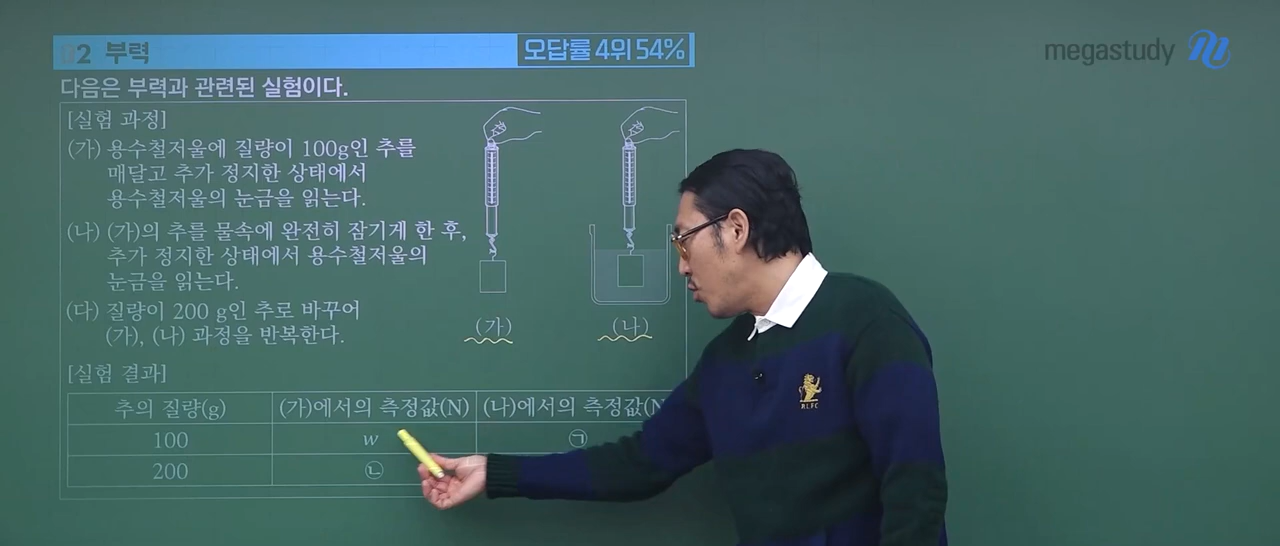 02 부력
오답률 4위 54%
megastudy
다음은 부력과 관련된 실험이다.
[실험 과정]
(가) 용수철저울에 질량이 100g인 추를
매달고 추가 정지한 상태에서
용수철저울의 눈금을 읽는다.
(나) (가)의 추를 물속에 완전히 잠기게 한 후,
추가 정지한 상태에서 용수철저울의
눈금을 읽는다.
(다) 질량이 200 g인 추로 바꾸어
(가), (나) 과정을 반복한다.
(가) (나)
[실험 결과]
추의 질량(g) (가)에서의 측정값(N) (나)에서의 측정값(N
100 w ㉠
200 ㉡
R.L.F.C